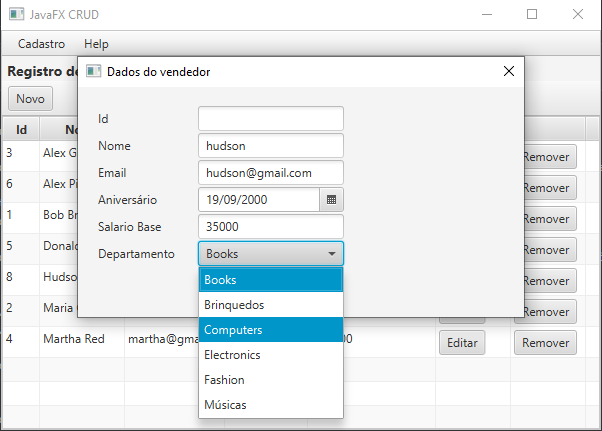 JavaFX CRUD
Cadastro Help
Registro de
Novo
Dados do vendedor
Id
Nome hudson
Email hudson@gmail.com
Aniversário 19/09/2000
Salario Base 35000
Departamento Books
Books
Brinquedos
Computers
Electronics
Fashion
Músicas
Id
3 Alex G Remover
6 Alex Pi Remover
1 Bob Br Remover
5 Donal Remover
8 Hudso Remover
2 Maria Remover
4 Martha Red martha@gma 00 Editar Remover